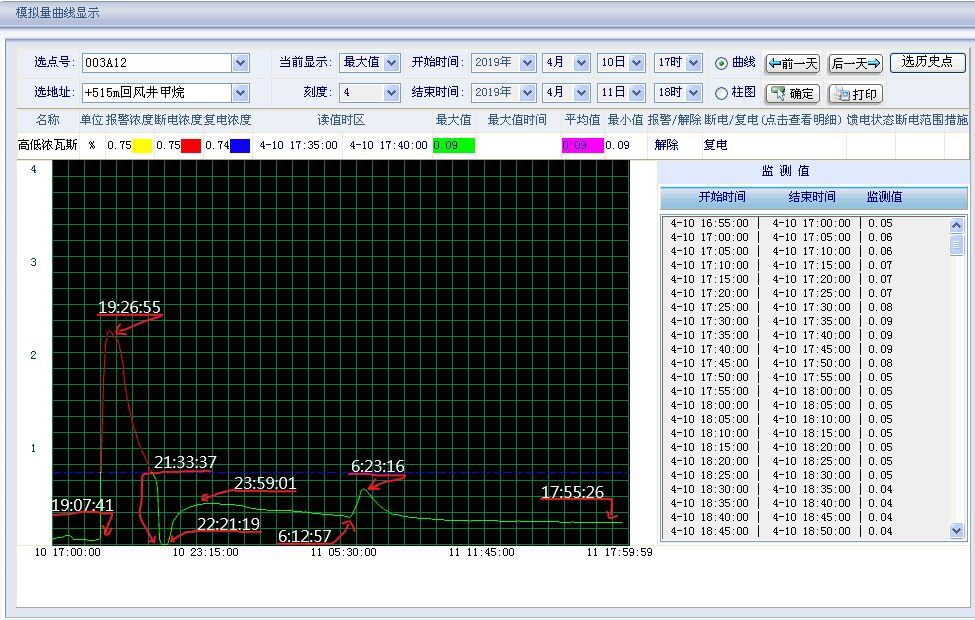 模拟量曲线显示
选点号: 003A12 当前显示: 最大值 开始时间: 2019年 4月 10日 17时 曲线 前一天 后一天 选历史点
选地址: +515m回风井甲烷 刻度: 4 结束时间: 2019年 4月 11日 18时 柱图 确定 打印
名称 单位 报警浓度 断电浓度 复电浓度 读值时区 最大值 最大值时间 平均值 最小值 报警/解除 断电/复电(点击查看明细) 馈电状态 断电范围 措施
高低浓瓦斯 % 0.75 0.75 0.74 4-10 17:35:00 4-10 17:40:00 0.09 0.09 0.09 解除 复电
4
3
2
1
19:26:55
21:33:37
6:23:16
23:59:01
17:55:26
19:07:41
22:21:19
6:12:57
10 17:00:00 10 23:15:00 11 05:30:00 11 11:45:00 11 17:59:59
监 测 值
开始时间 结束时间 监测值
4-10 16:55:00 | 4-10 17:00:00 | 0.05
4-10 17:00:00 | 4-10 17:05:00 | 0.06
4-10 17:05:00 | 4-10 17:10:00 | 0.06
4-10 17:10:00 | 4-10 17:15:00 | 0.07
4-10 17:15:00 | 4-10 17:20:00 | 0.07
4-10 17:20:00 | 4-10 17:25:00 | 0.07
4-10 17:25:00 | 4-10 17:30:00 | 0.08
4-10 17:30:00 | 4-10 17:35:00 | 0.09
4-10 17:35:00 | 4-10 17:40:00 | 0.09
4-10 17:40:00 | 4-10 17:45:00 | 0.09
4-10 17:45:00 | 4-10 17:50:00 | 0.08
4-10 17:50:00 | 4-10 17:55:00 | 0.05
4-10 17:55:00 | 4-10 18:00:00 | 0.05
4-10 18:00:00 | 4-10 18:05:00 | 0.05
4-10 18:05:00 | 4-10 18:10:00 | 0.05
4-10 18:10:00 | 4-10 18:15:00 | 0.05
4-10 18:15:00 | 4-10 18:20:00 | 0.05
4-10 18:20:00 | 4-10 18:25:00 | 0.05
4-10 18:25:00 | 4-10 18:30:00 | 0.05
4-10 18:30:00 | 4-10 18:35:00 | 0.04
4-10 18:35:00 | 4-10 18:40:00 | 0.04
4-10 18:40:00 | 4-10 18:45:00 | 0.04
4-10 18:45:00 | 4-10 18:50:00 | 0.04